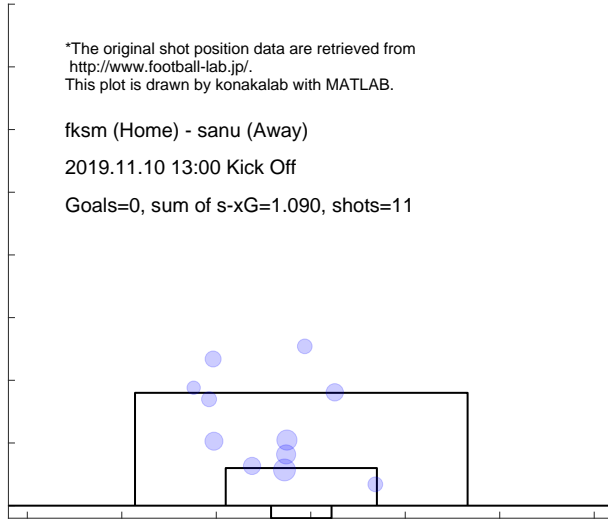 *The original shot position data are retrieved from
http://www.football-lab.jp/.
This plot is drawn by konakalab with MATLAB.
fksm (Home) - sanu (Away)
2019.11.10 13:00 Kick Off
Goals=0, sum of s-xG=1.090, shots=11